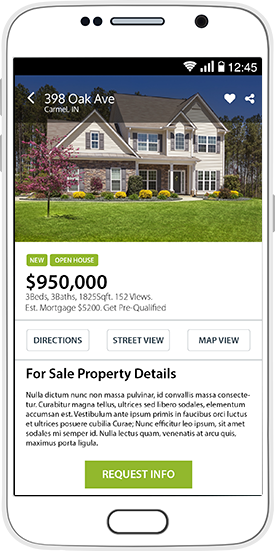 12:45
398 Oak Ave
Carmel, IN
NEW OPEN HOUSE
$950,000
3Beds, 3Baths, 1825Sqft. 152 Views.
Est. Mortgage $5200. Get Pre-Qualified
DIRECTIONS STREET VIEW MAP VIEW
For Sale Property Details
Nulla dictum nunc non massa pulvinar, id convallis massa consecte-
tur. Curabitur magna tellus, ultrices sed libero sodales, elementum
accumsan est. Vestibulum ante ipsum primis in faucibus orci luctus
et ultrices posuere cubilia Curae; Nunc efficitur leo ipsum, sit amet
sodales mi semper id. Nulla lectus quam, venenatis at arcu quis,
maximus porta ligula.
REQUEST INFO